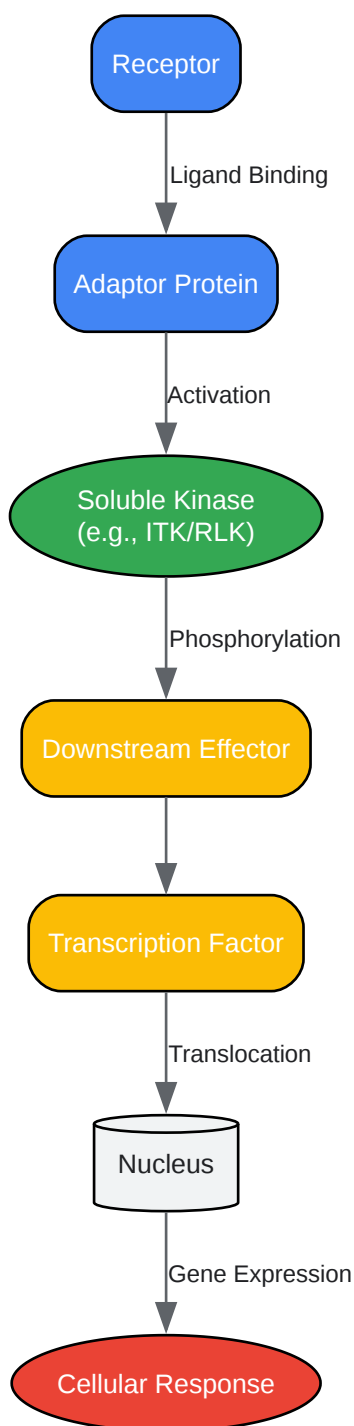 Receptor
Ligand Binding
Adaptor Protein
Activation
Soluble Kinase
(e.g., ITK/RLK)
Phosphorylation
Downstream Effector
Transcription Factor
Translocation
Nucleus
Gene Expression
Cellular Response